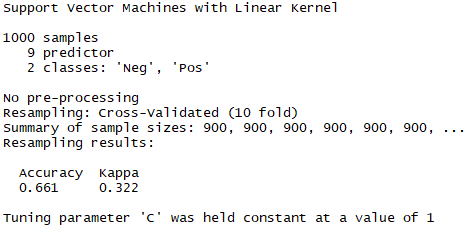 Support Vector Machines with Linear Kernel
1000 samples
9 predictor
2 classes: 'Neg', 'Pos'
No pre-processing
Resampling: Cross-Validated (10 fold)
Summary of sample sizes: 900, 900, 900, 900, 900, 900, ...
Resampling results:
Accuracy Kappa
0.661 0.322
Tuning parameter 'C' was held constant at a value of 1